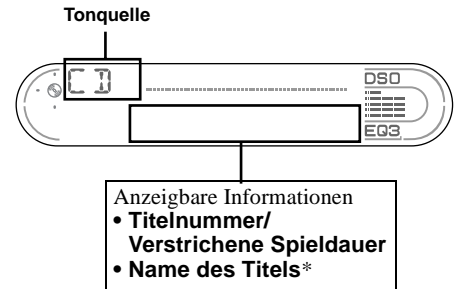 Tonquelle
CD
DSO
EQ3
Anzeigbare Informationen
• Titelnummer/
Verstrichene Spieldauer
• Name des Titels*